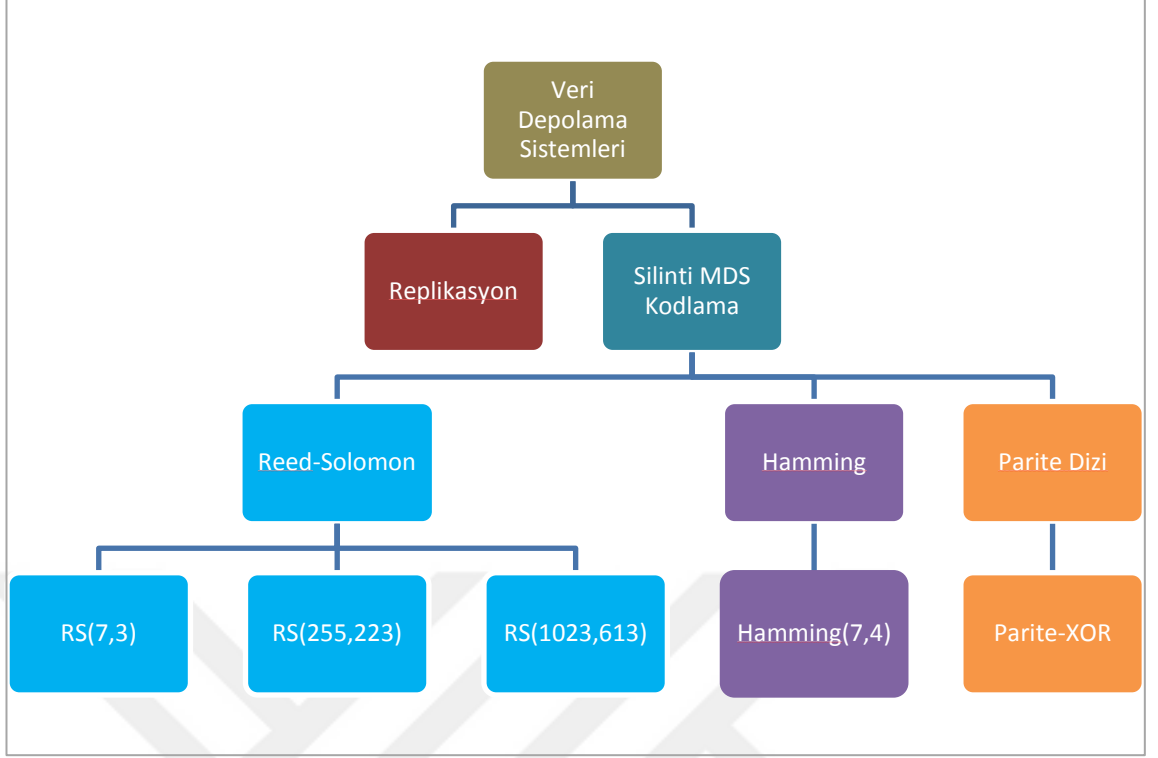 Veri
Depolama
Sistemleri
Replikasyon
Silinti MDS
Kodlama
Reed-Solomon
Hamming
Parite Dizi
RS(7,3)
RS(255,223)
RS(1023,613)
Hamming(7,4)
Parite-XOR